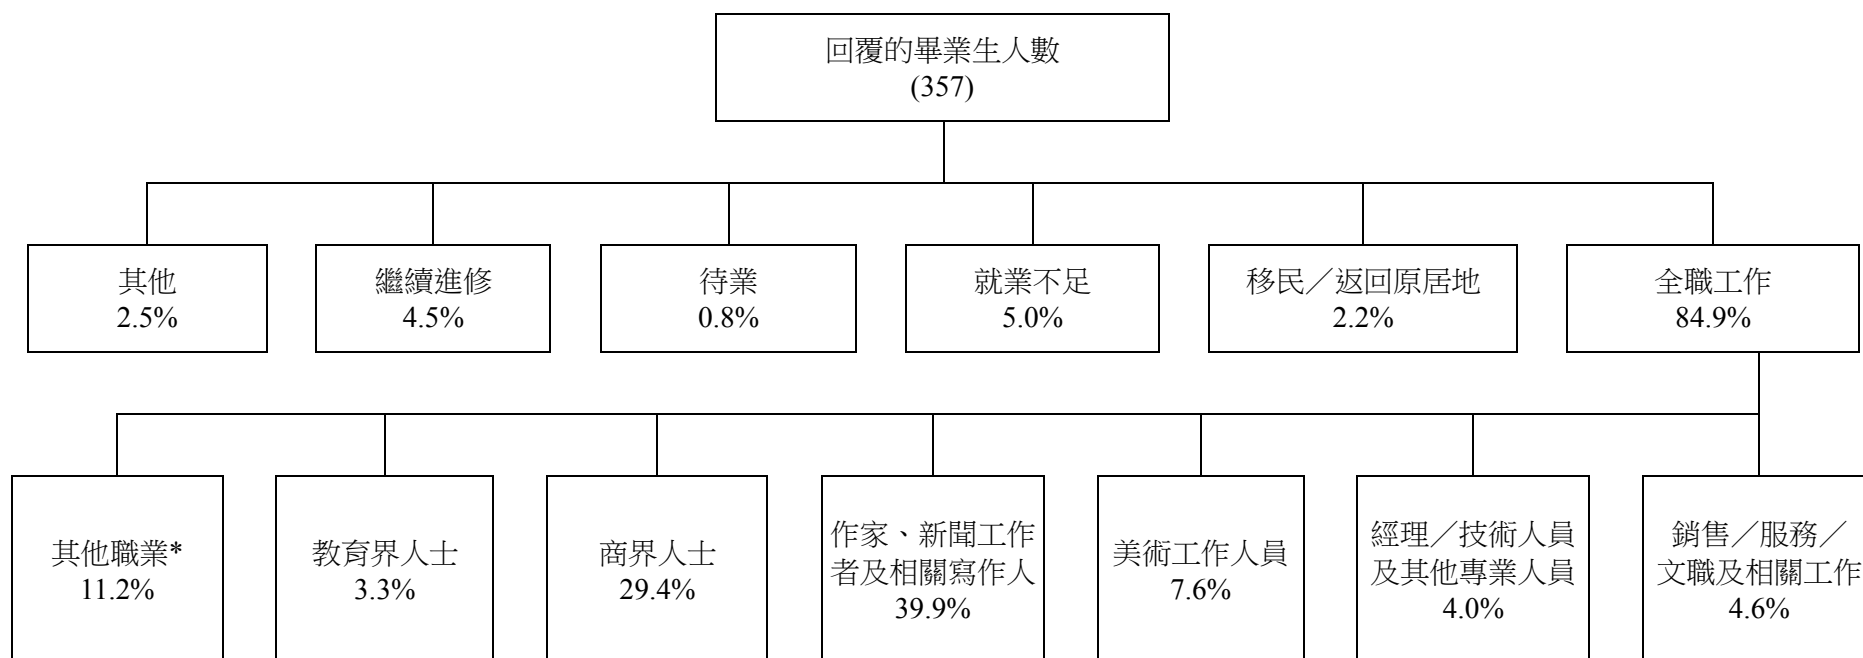 回覆的畢業生人數
(357)
其他
2.5%
繼續進修
4.5%
待業
0.8%
就業不足
5.0%
移民／返回原居地
2.2%
全職工作
84.9%
其他職業*
11.2%
教育界人士
3.3%
商界人士
29.4%
作家、新聞工作
者及相關寫作人
39.9%
美術工作人員
7.6%
經理／技術人員
及其他專業人員
4.0%
銷售／服務／
文職及相關工作
4.6%